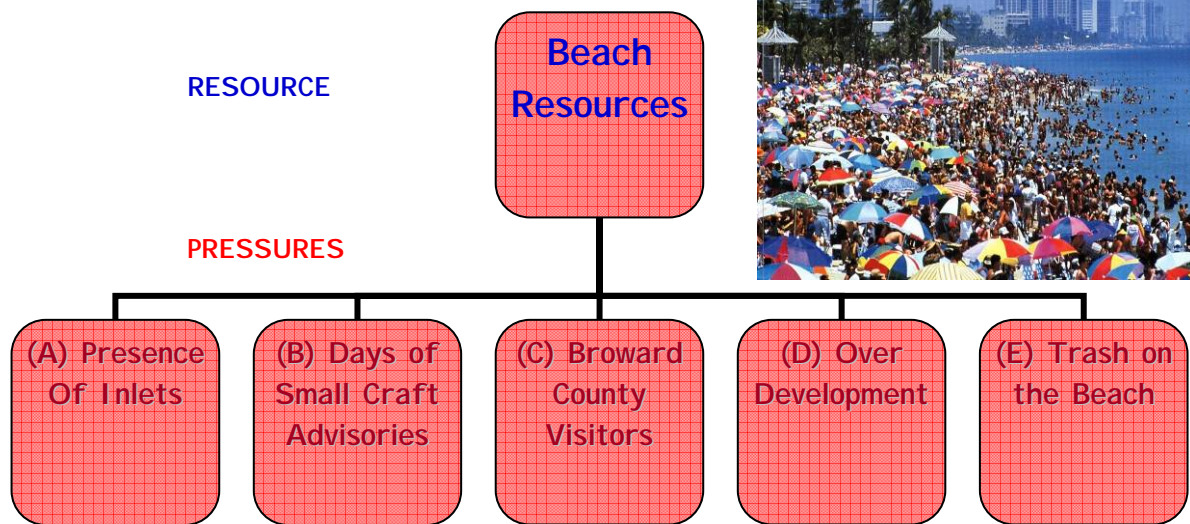 Beach
Resources
RESOURCE
PRESSURES
(A) Presence
Of Inlets
(B) Days of
Small Craft
Advisories
(C) Broward
County
Visitors
(D) Over
Development
(E) Trash on
the Beach